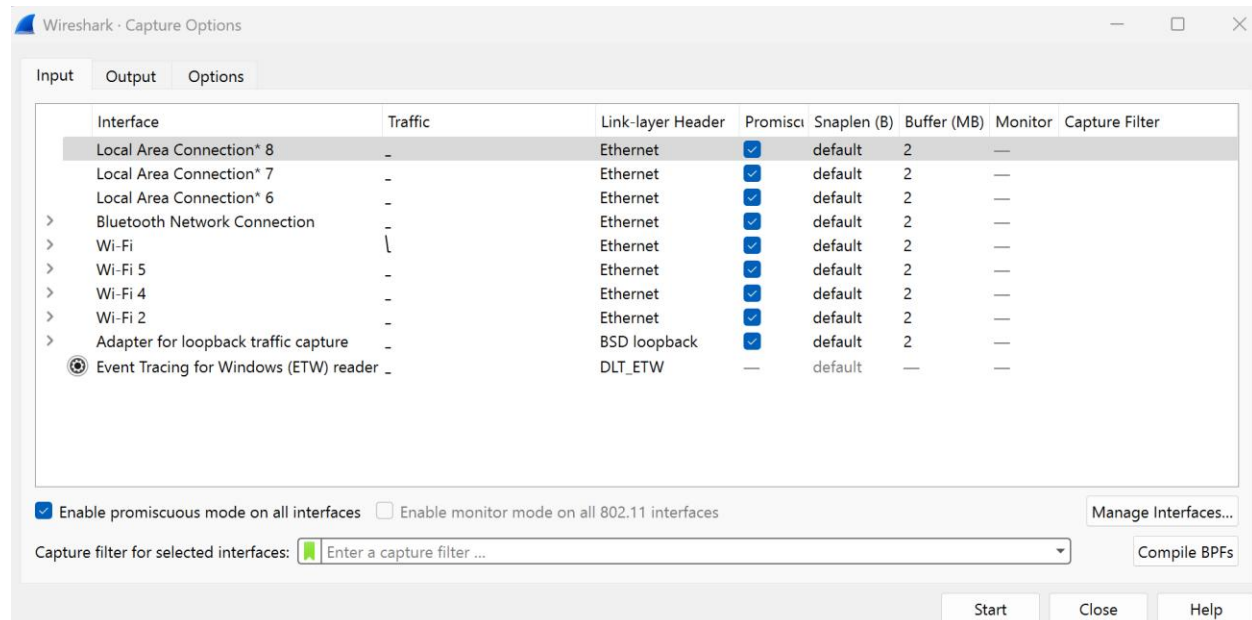 Wireshark · Capture Options
Input Output Options
Interface Traffic Link-layer Header Promiscu Snaplen (B) Buffer (MB) Monitor Capture Filter
Local Area Connection* 8 _ Ethernet default 2 —
Local Area Connection* 7 _ Ethernet default 2 —
Local Area Connection* 6 _ Ethernet default 2 —
Bluetooth Network Connection _ Ethernet default 2 —
Wi-Fi Ethernet default 2 —
Wi-Fi 5 _ Ethernet default 2 —
Wi-Fi 4 _ Ethernet default 2 —
Wi-Fi 2 _ Ethernet default 2 —
Adapter for loopback traffic capture _ BSD loopback default 2 —
Event Tracing for Windows (ETW) reader _ DLT_ETW — default — —
Enable promiscuous mode on all interfaces Enable monitor mode on all 802.11 interfaces Manage Interfaces...
Capture filter for selected interfaces: Enter a capture filter ... Compile BPFs
Start Close Help